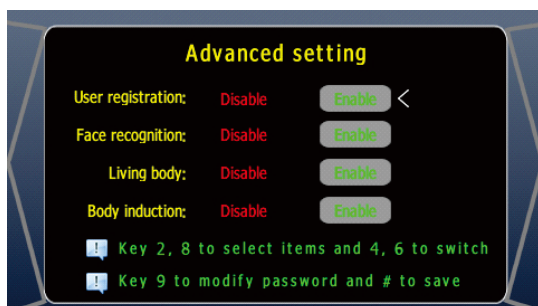 Advanced setting
User registration: Disable Enable <
Face recognition: Disable Enable
Living body: Disable Enable
Body induction: Disable Enable
Key 2, 8 to select items and 4, 6 to switch
Key 9 to modify password and # to save